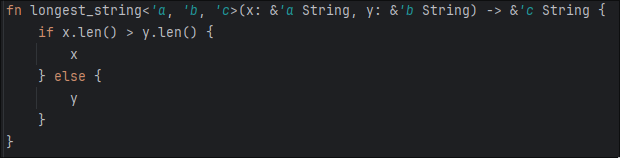 fn longest_string<'a, 'b, 'c>(x: &'a String, y: &'b String) -> &'c String {
    if x.len() > y.len() {
        x
    } else {
        y
    }
}